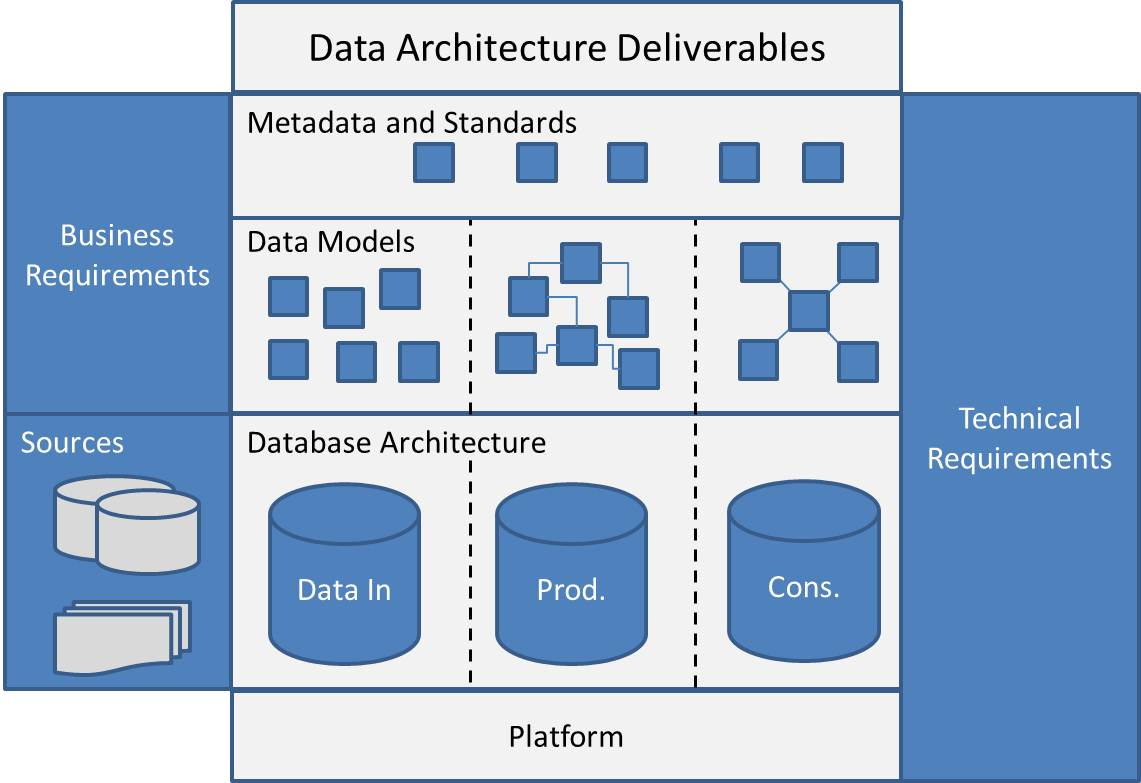 Data Architecture Deliverables
Metadata and Standards
Business
Requirements
Data Models
Technical
Requirements
Sources
Database Architecture
Data In
Prod.
Cons.
Platform